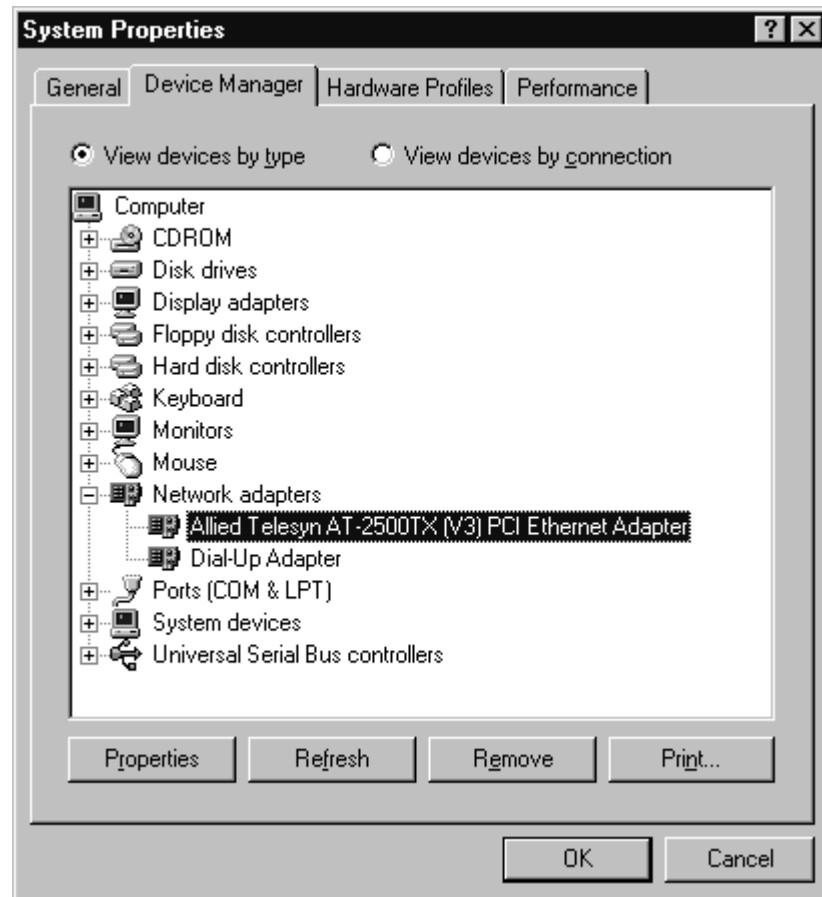 System Properties
General Device Manager Hardware Profiles Performance
View devices by type View devices by connection
Computer
CDROM
Disk drives
Display adapters
Floppy disk controllers
Hard disk controllers
Keyboard
Monitors
Mouse
Network adapters
Allied Telesyn AT-2500TX (V3) PCI Ethernet Adapter
Dial-Up Adapter
Ports (COM & LPT)
System devices
Universal Serial Bus controllers
Properties Refresh Remove Print...
OK Cancel